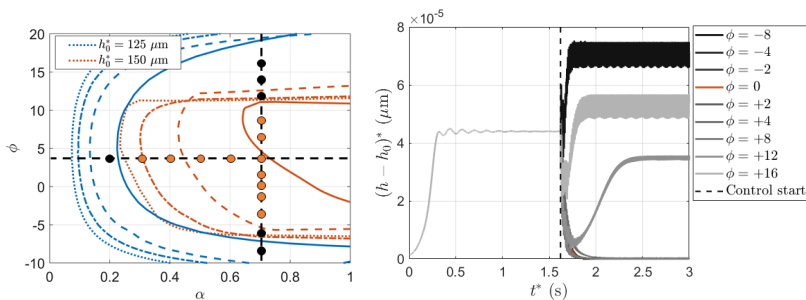 h₀* = 125 μm
h₀* = 150 μm
20
15
10
5
0
-5
-10
ϕ
0
0.2
0.4
0.6
0.8
1
α
8 ×10⁻⁵
6
4
2
0
(h − h₀)* (μm)
0
0.5
1
1.5
2
2.5
3
t* (s)
ϕ = −8
ϕ = −4
ϕ = −2
ϕ = 0
ϕ = +2
ϕ = +4
ϕ = +8
ϕ = +12
ϕ = +16
Control start